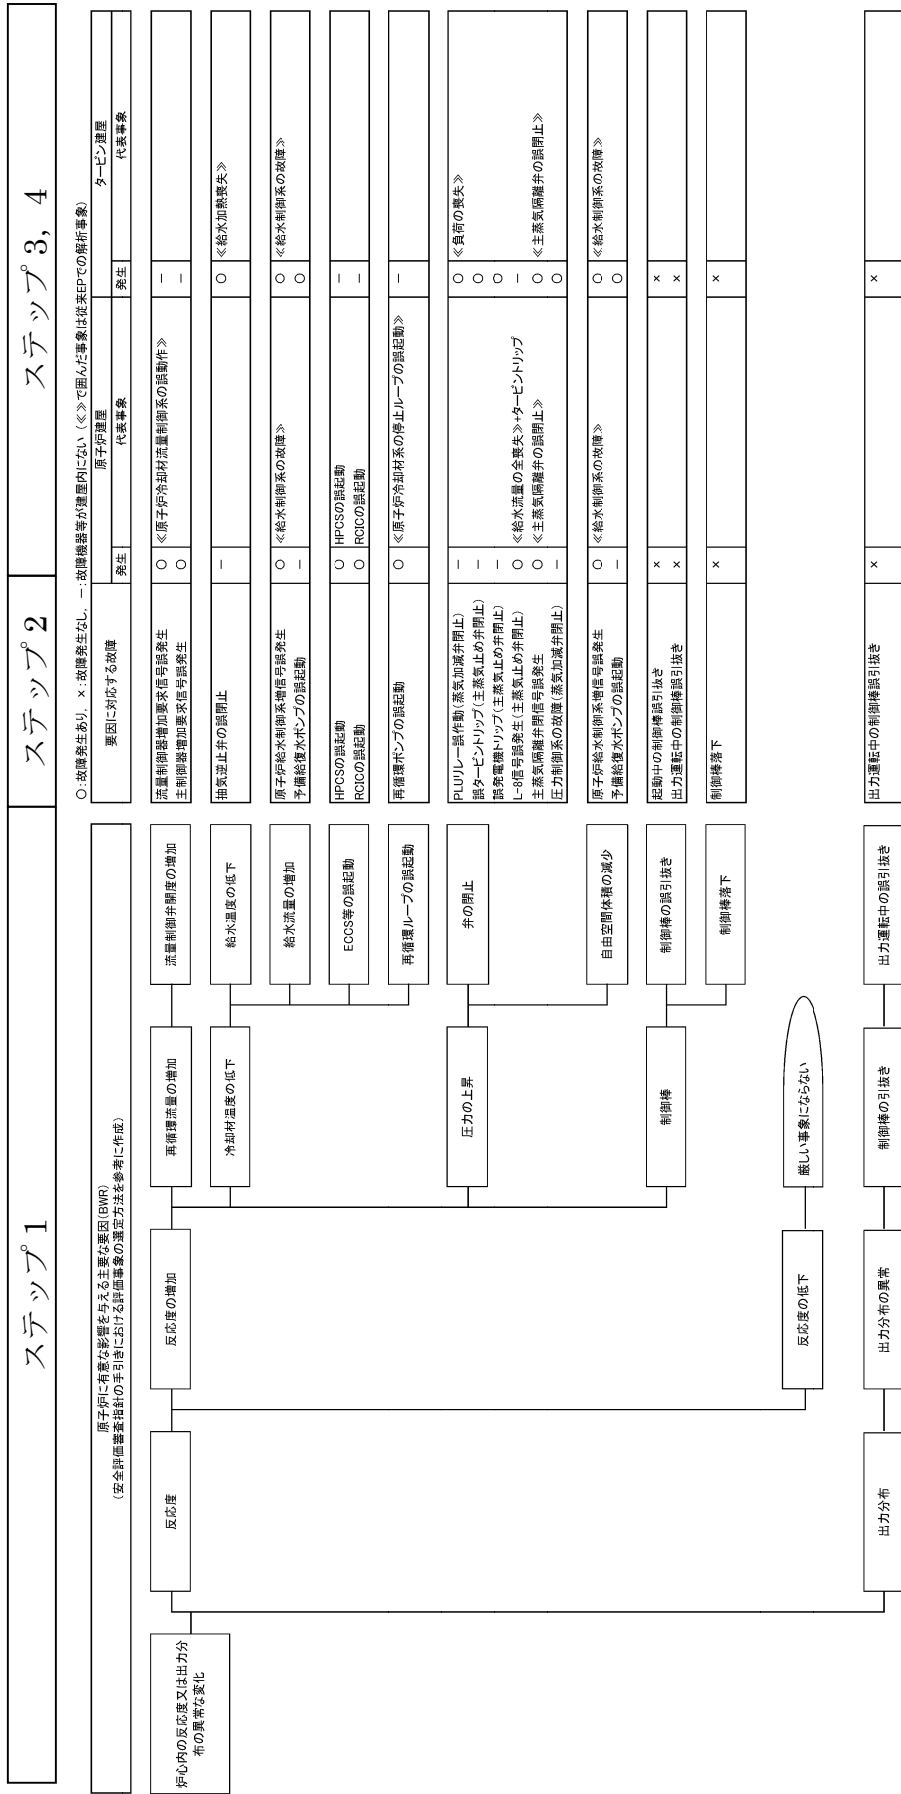 ステップ1
ステップ2
ステップ3, 4
○:故障発生あり, ×:故障発生なし, −:故障機器等が建屋内にない (≪≫で囲んだ事象は従来EPでの解析事象)
原子炉に有意な影響を与える主要な要因(BWR)
(安全評価審査指針の手引きにおける評価事象の選定方法を参考に作成)
要因に対応する故障
原子炉建屋
タービン建屋
発生
代表事象
発生
代表事象
炉心内の反応度又は出力分
布の異常な変化
反応度
反応度の増加
再循環流量の増加
流量制御弁開度の増加
流量制御器増加要求信号誤発生 ○ ≪原子炉冷却材流量制御系の誤動作≫ −
主制御器増加要求信号誤発生 ○ −
冷却材温度の低下
給水温度の低下
抽気逆止弁の誤閉止 − ○ ≪給水加熱喪失≫
給水流量の増加
原子炉給水制御系増信号誤発生 ○ ≪給水制御系の故障≫ ○ ≪給水制御系の故障≫
予備給復水ポンプの誤起動 − ○
ECCS等の誤起動
HPCSの誤起動 ○ HPCSの誤起動 −
RCICの誤起動 ○ RCICの誤起動 −
再循環ループの誤起動
再循環ポンプの誤起動 ○ ≪原子炉冷却材系の停止ループの誤起動≫ −
圧力の上昇
弁の閉止
PLUリレー誤作動(蒸気加減弁閉止) − ○ ≪負荷の喪失≫
誤タービントリップ(主蒸気止め弁閉止) − ○
誤発電機トリップ(主蒸気止め弁閉止) − ○
L-8信号誤発生(主蒸気止め弁閉止) ○ ≪給水流量の全喪失≫+タービントリップ −
主蒸気隔離弁閉信号誤発生 ○ ≪主蒸気隔離弁の誤閉止≫ ○ ≪主蒸気隔離弁の誤閉止≫
圧力制御系の故障(蒸気加減弁閉止) − ○
自由空間体積の減少
原子炉給水制御系増信号誤発生 ○ ≪給水制御系の故障≫ ○ ≪給水制御系の故障≫
予備給復水ポンプの誤起動 − ○
制御棒
制御棒の誤引抜き
起動中の制御棒誤引抜き × ×
出力運転中の制御棒誤引抜き × ×
制御棒落下
制御棒落下 × ×
反応度の低下
厳しい事象にならない
出力分布
出力分布の異常
制御棒の引抜き
出力運転中の誤引抜き
出力運転中の制御棒誤引抜き × ×